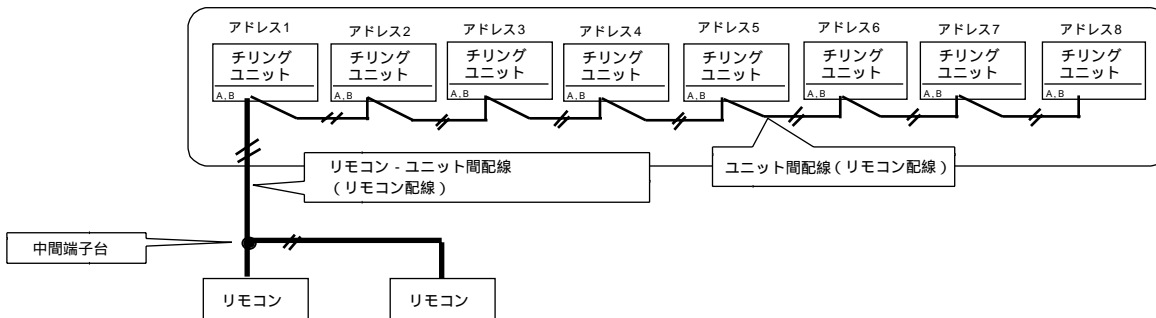 アドレス1
アドレス2
アドレス3
アドレス4
アドレス5
アドレス6
アドレス7
アドレス8
チリング
ユニット
A,B
チリング
ユニット
A,B
チリング
ユニット
A,B
チリング
ユニット
A,B
チリング
ユニット
A,B
チリング
ユニット
A,B
チリング
ユニット
A,B
チリング
ユニット
A,B
リモコン - ユニット間配線
(リモコン配線)
ユニット間配線(リモコン配線)
中間端子台
リモコン
リモコン